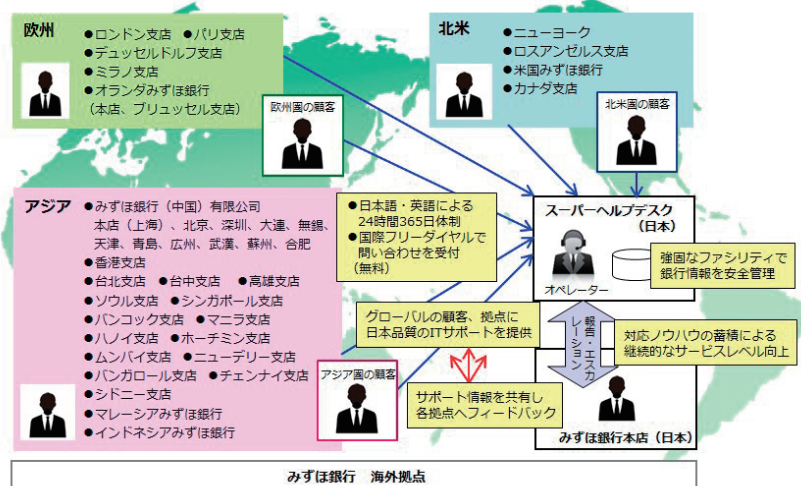 欧州
●ロンドン支店 ●パリ支店
●デュッセルドルフ支店
●ミラノ支店
●オランダみずほ銀行
(本店、ブリュッセル支店)
欧州圏の顧客
北米
●ニューヨーク
●ロスアンゼルス支店
●米国みずほ銀行
●カナダ支店
北米圏の顧客
アジア
●みずほ銀行(中国)有限公司
本店(上海)、北京、深圳、大連、無錫、
天津、青島、広州、武漢、蘇州、合肥
●香港支店
●台北支店 ●台中支店 ●高雄支店
●ソウル支店 ●シンガポール支店
●バンコック支店 ●マニラ支店
●ハノイ支店 ●ホーチミン支店
●ムンバイ支店 ●ニューデリー支店
●バンガロール支店 ●チェンナイ支店
●シドニー支店
●マレーシアみずほ銀行
●インドネシアみずほ銀行
アジア圏の顧客
●日本語・英語による
24時間365日体制
●国際フリーダイヤルで
問い合わせを受付
(無料)
スーパーヘルプデスク
(日本)
オペレーター
強固なファシリティで
銀行情報を安全管理
グローバルの顧客、拠点に
日本品質のITサポートを提供
報告・エスカ
レーション
対応ノウハウの蓄積による
継続的なサービスレベル向上
サポート情報を共有し
各拠点へフィードバック
みずほ銀行本店(日本)
みずほ銀行 海外拠点